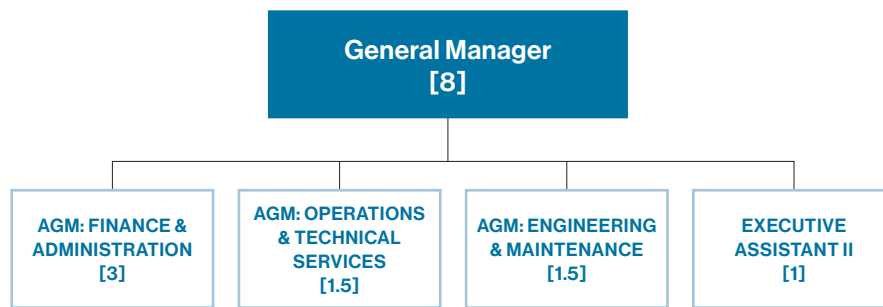 General Manager
[8]
AGM: FINANCE &
ADMINISTRATION
[3]
AGM: OPERATIONS
& TECHNICAL
SERVICES
[1.5]
AGM: ENGINEERING
& MAINTENANCE
[1.5]
EXECUTIVE
ASSISTANT II
[1]